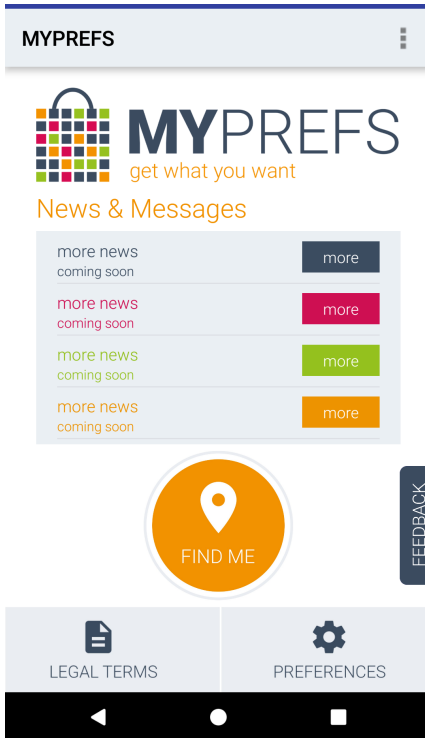 MYPREFS
MYPREFS
get what you want
News & Messages
more news
coming soon
more
more news
coming soon
more
more news
coming soon
more
more news
coming soon
more
FIND ME
FEEDBACK
LEGAL TERMS
PREFERENCES